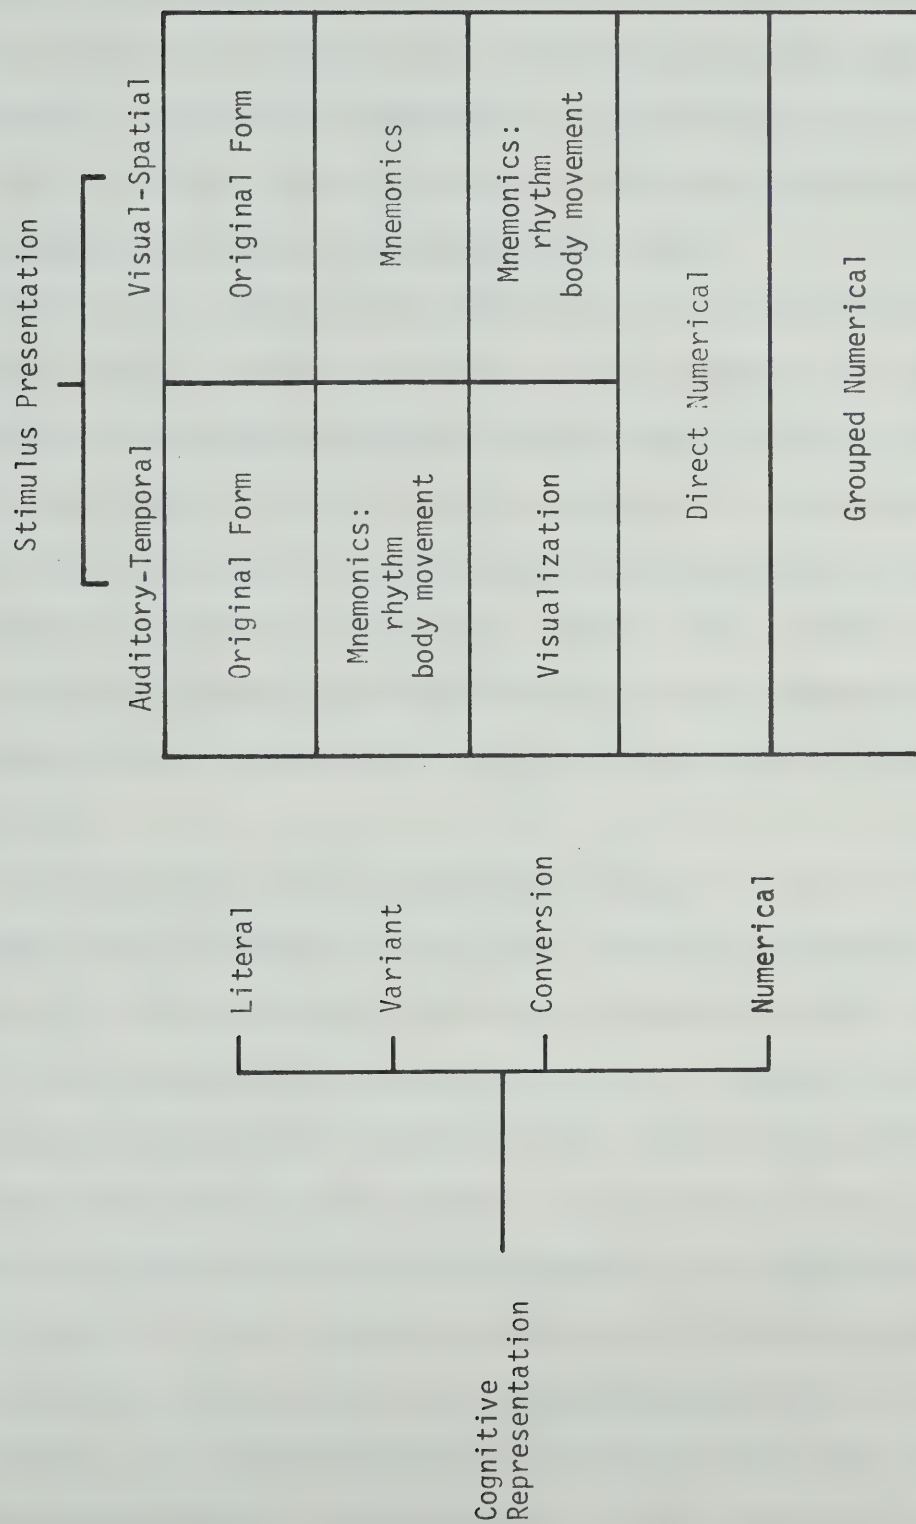 Stimulus Presentation
Auditory-Temporal
Visual-Spatial
Cognitive
Representation
Literal
Original Form
Original Form
Variant
Mnemonics:
rhythm
body movement
Mnemonics
Conversion
Visualization
Mnemonics:
rhythm
body movement
Numerical
Direct Numerical
Grouped Numerical